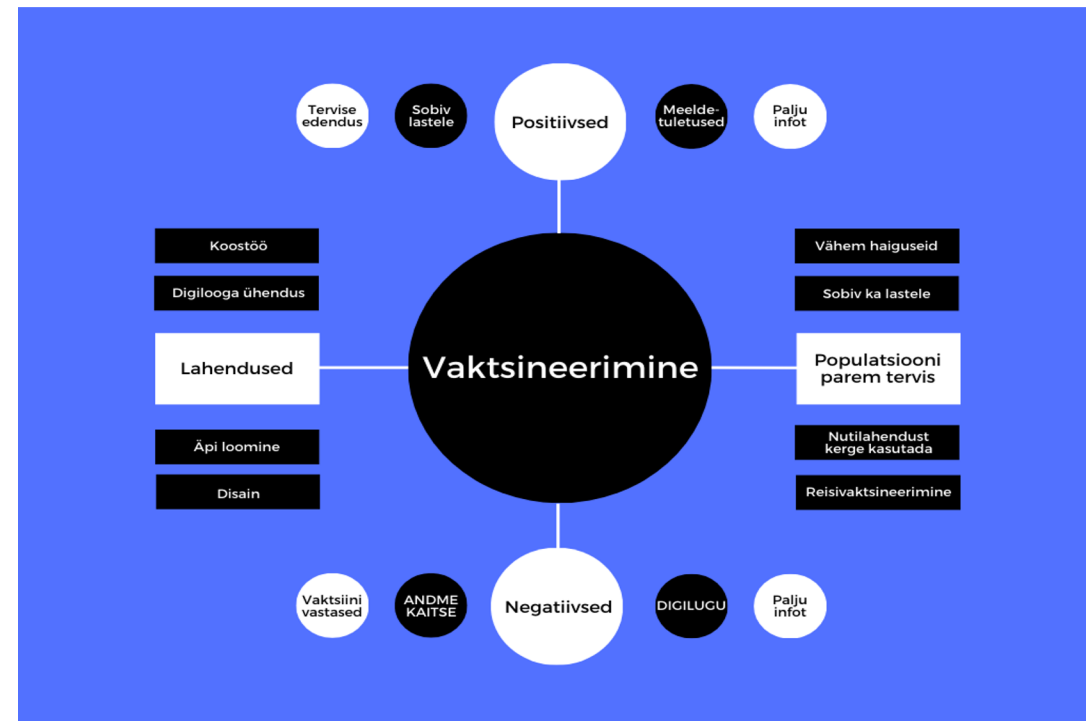 Tervise
edendus
Sobiv
lastele
Positiivsed
Meelde-
tuletused
Palju
infot
Koostöö
Digilooga ühendus
Lahendused
Äpi loomine
Disain
Vaktsineerimine
Vähem haiguseid
Sobiv ka lastele
Populatsiooni
parem tervis
Nutilahendust
kerge kasutada
Reisivaktsineerimine
Vaktsiini
vastased
ANDME
KAITSE
Negatiivsed
DIGILUGU
Palju
infot